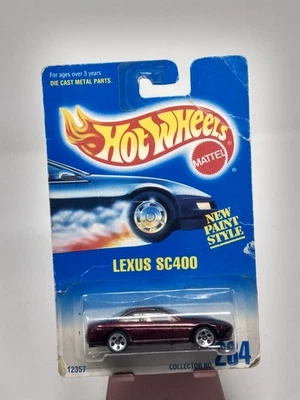 For ages over 3 years.
DIE CAST METAL PARTS.
Hot Wheels
MATTEL
®
NEW
PAINT
STYLE
LEXUS SC400
12357
COLLECTOR NO. 264